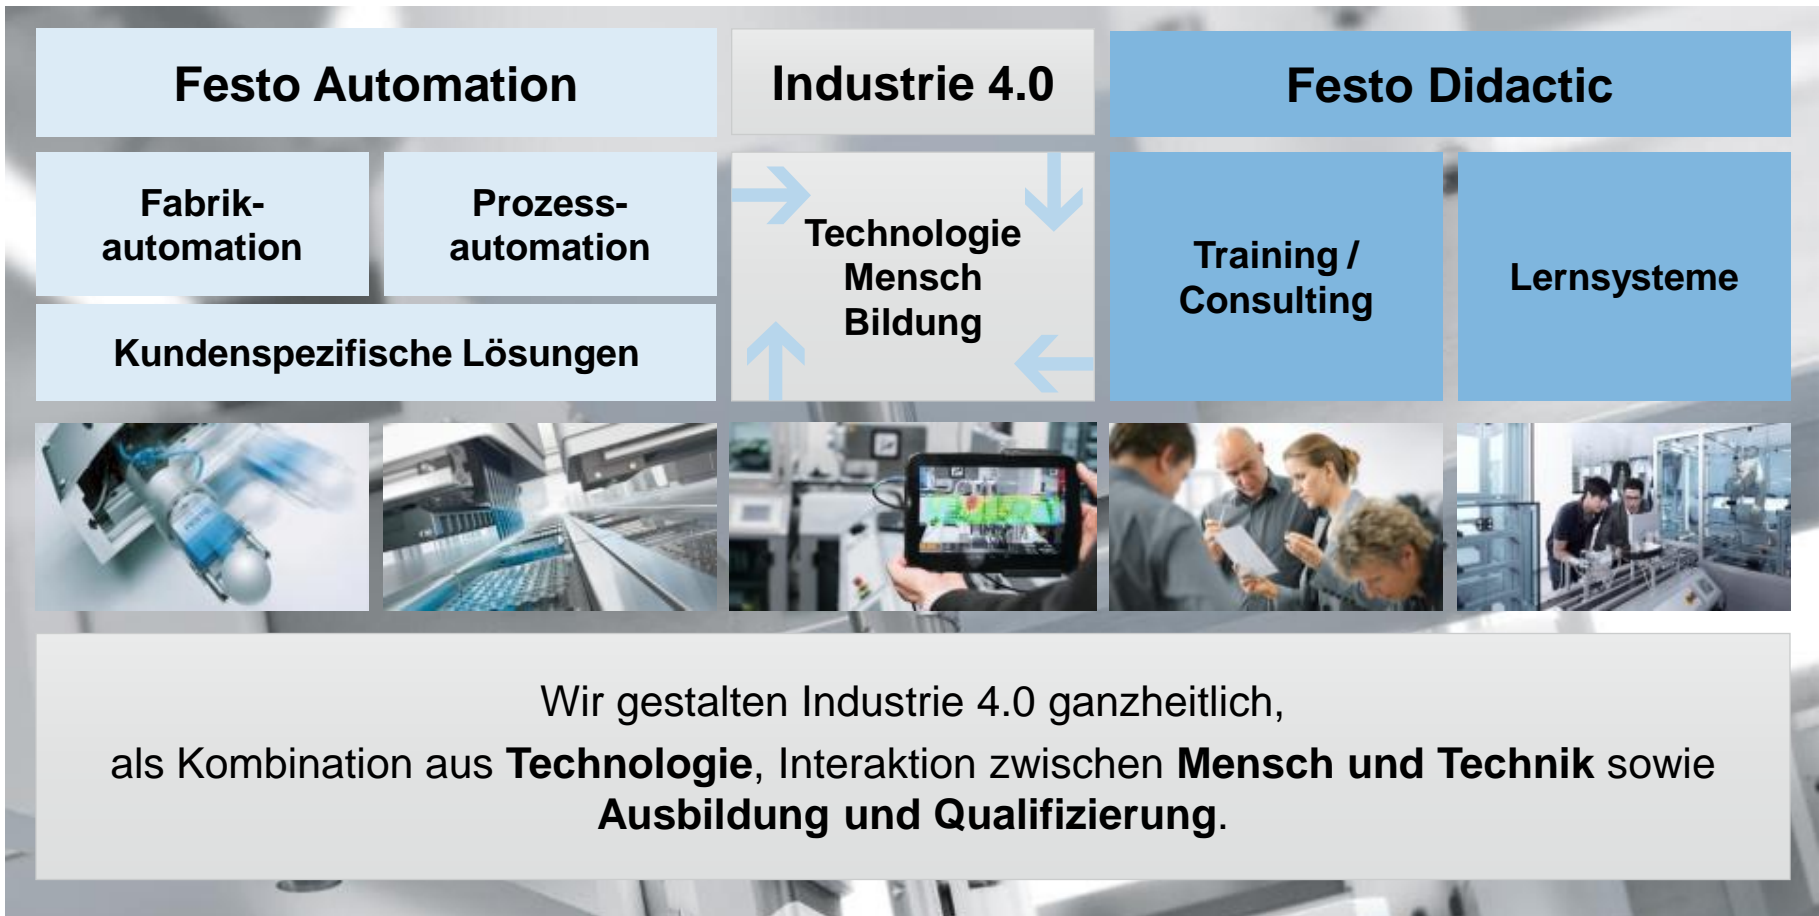 Festo Automation
Industrie 4.0
Festo Didactic
Fabrik-
automation
Prozess-
automation
Kundenspezifische Lösungen
Technologie
Mensch
Bildung
Training /
Consulting
Lernsysteme
Wir gestalten Industrie 4.0 ganzheitlich,
als Kombination aus Technologie, Interaktion zwischen Mensch und Technik sowie
Ausbildung und Qualifizierung.